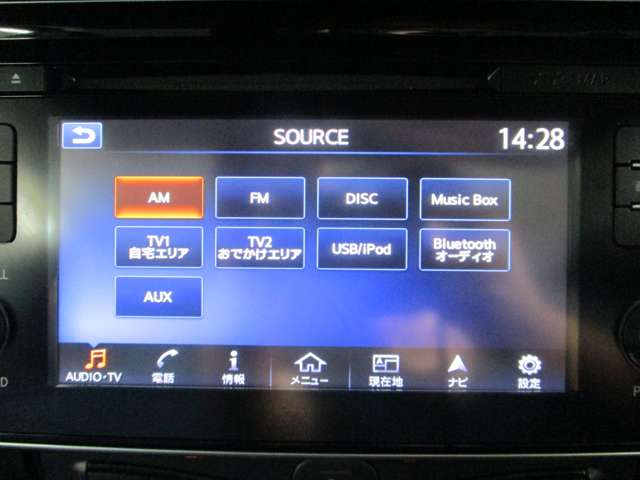 SOURCE
14:28
AM
FM
DISC
Music Box
TV1
自宅エリア
TV2
おでかけエリア
USB/iPod
Bluetooth
オーディオ
AUX
AUDIO・TV
電話
情報
メニュー
現在地
ナビ
設定